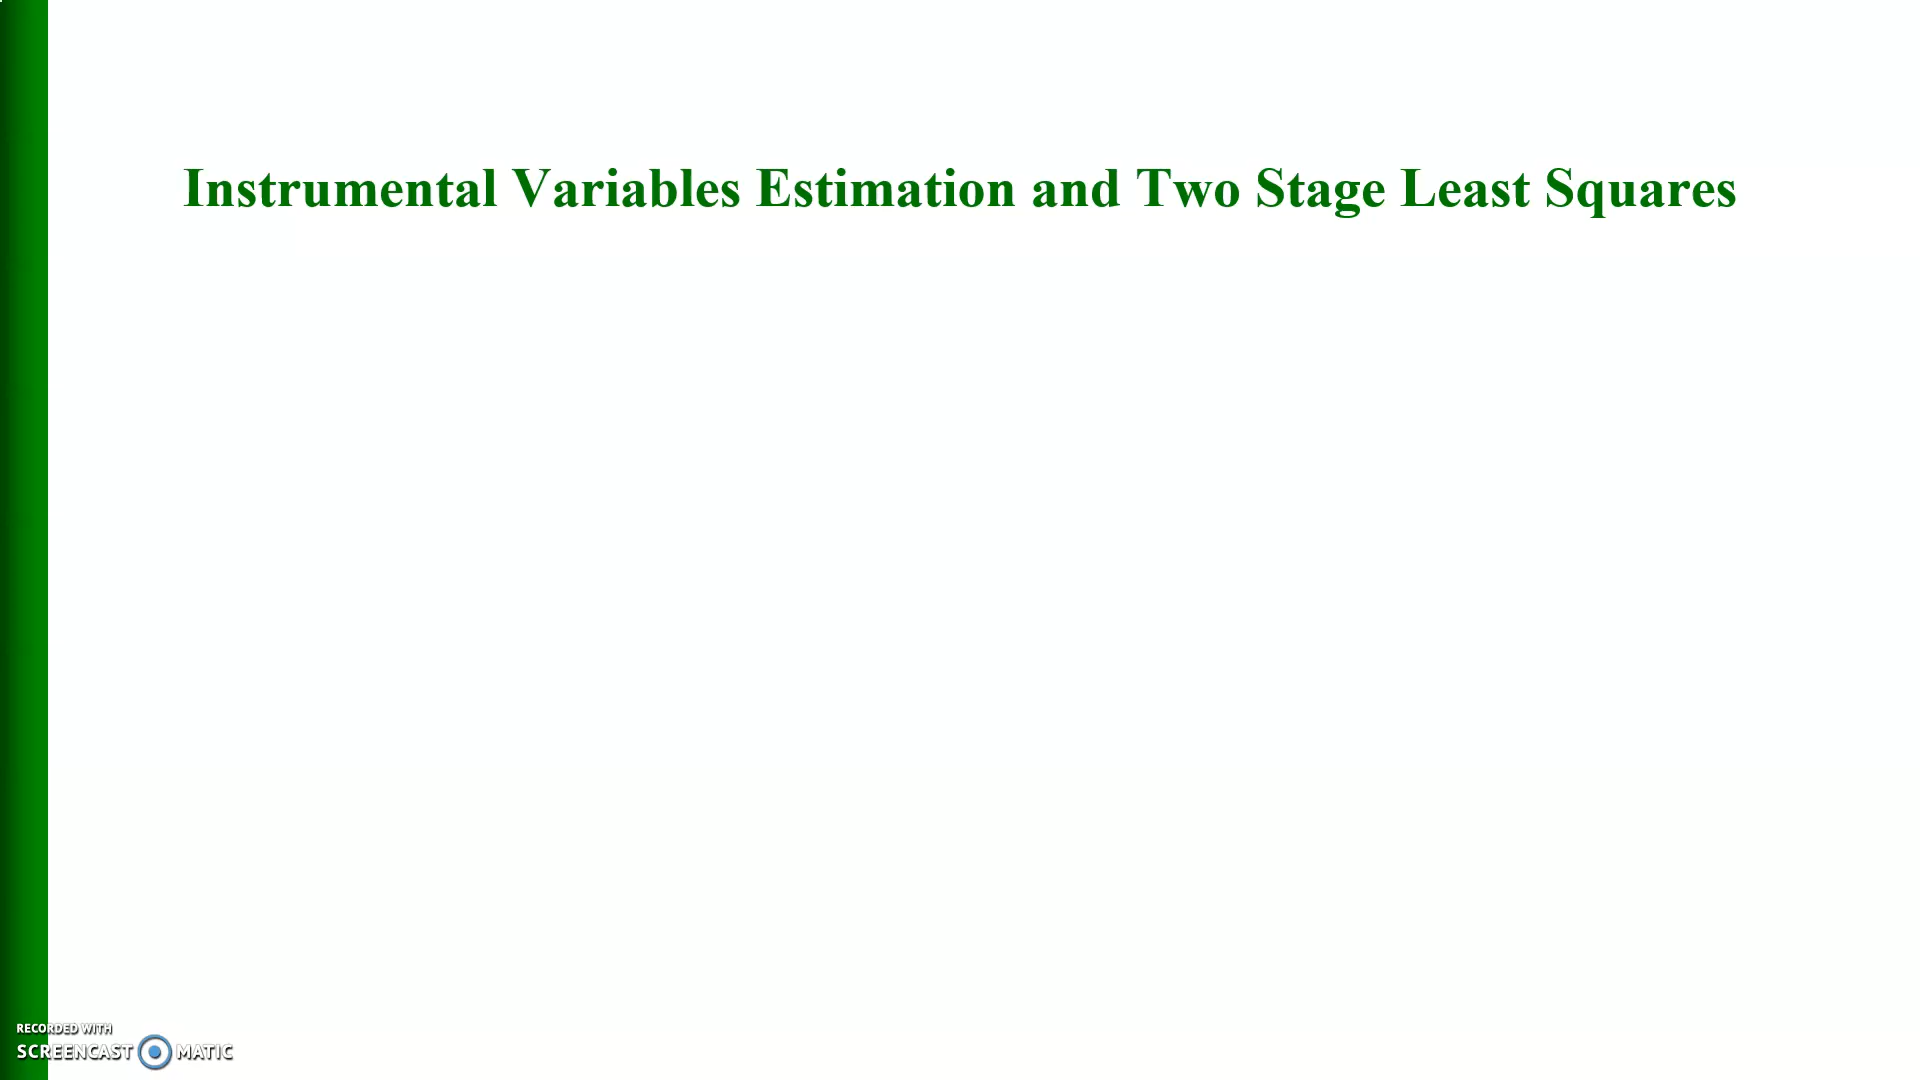 Instrumental Variables Estimation and Two Stage Least Squares
RECORDED WITH
SCREENCAST MATIC